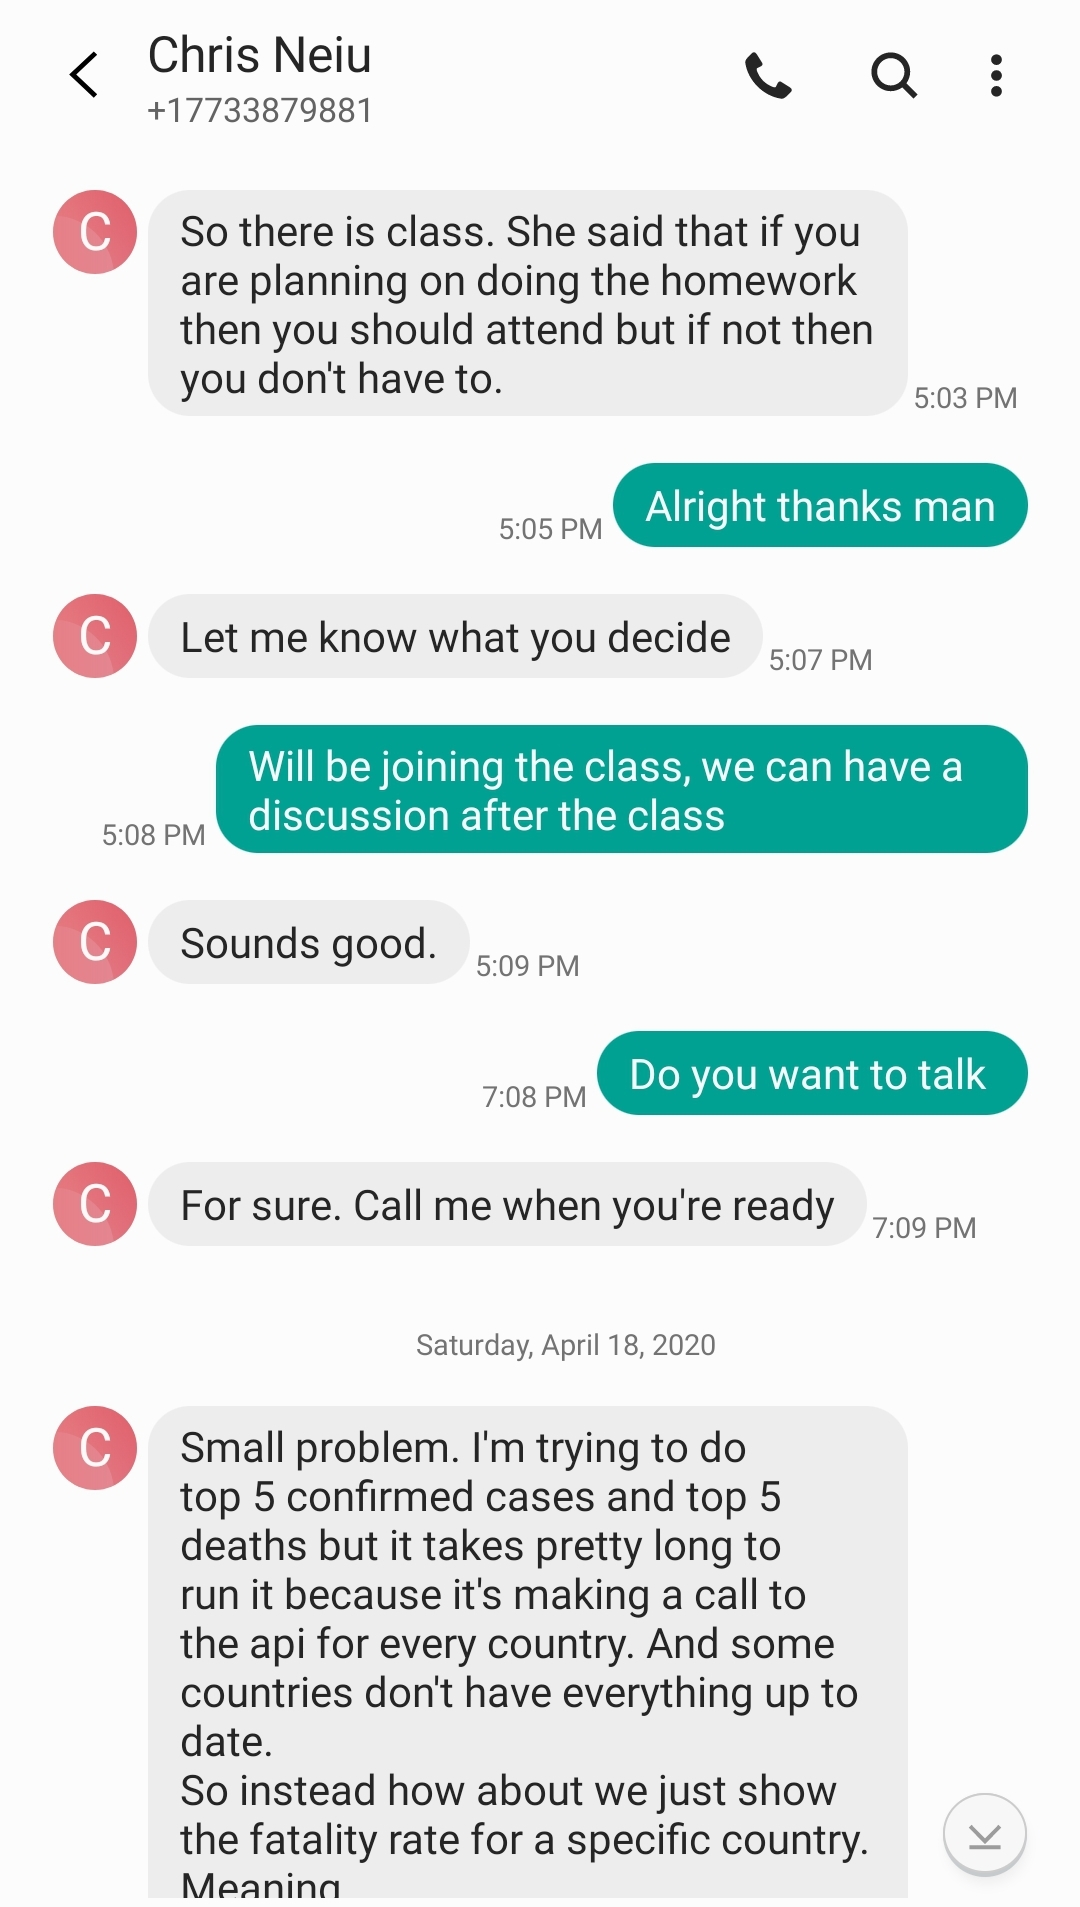 Chris Neiu
+17733879881
C
So there is class. She said that if you
are planning on doing the homework
then you should attend but if not then
you don't have to.
5:03 PM
Alright thanks man
5:05 PM
C
Let me know what you decide
5:07 PM
Will be joining the class, we can have a
discussion after the class
5:08 PM
C
Sounds good.
5:09 PM
Do you want to talk
7:08 PM
C
For sure. Call me when you're ready
7:09 PM
Saturday, April 18, 2020
C
Small problem. I'm trying to do
top 5 confirmed cases and top 5
deaths but it takes pretty long to
run it because it's making a call to
the api for every country. And some
countries don't have everything up to
date.
So instead how about we just show
the fatality rate for a specific country.
Meaning